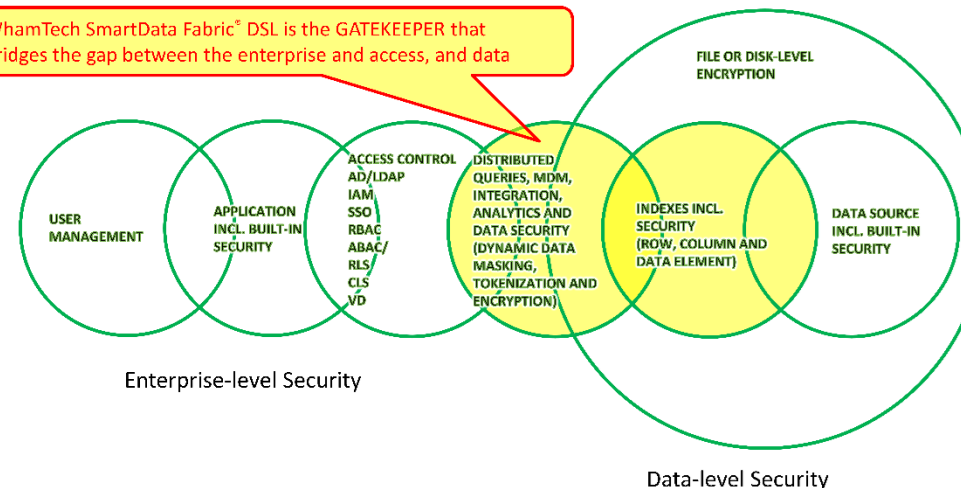 hamTech SmartData Fabric® DSL is the GATEKEEPER that
ridges the gap between the enterprise and access, and data
FILE OR DISK-LEVEL
ENCRYPTION
USER
MANAGEMENT
APPLICATION
INCL. BUILT-IN
SECURITY
ACCESS CONTROL
AD/LDAP
IAM
SSO
RBAC
ABAC/
RLS
CLS
VD
DISTRIBUTED
QUERIES, MDM,
INTEGRATION,
ANALYTICS AND
DATA SECURITY
(DYNAMIC DATA
MASKING,
TOKENIZATION AND
ENCRYPTION)
INDEXES INCL.
SECURITY
(ROW, COLUMN AND
DATA ELEMENT)
DATA SOURCE
INCL. BUILT-IN
SECURITY
Enterprise-level Security
Data-level Security